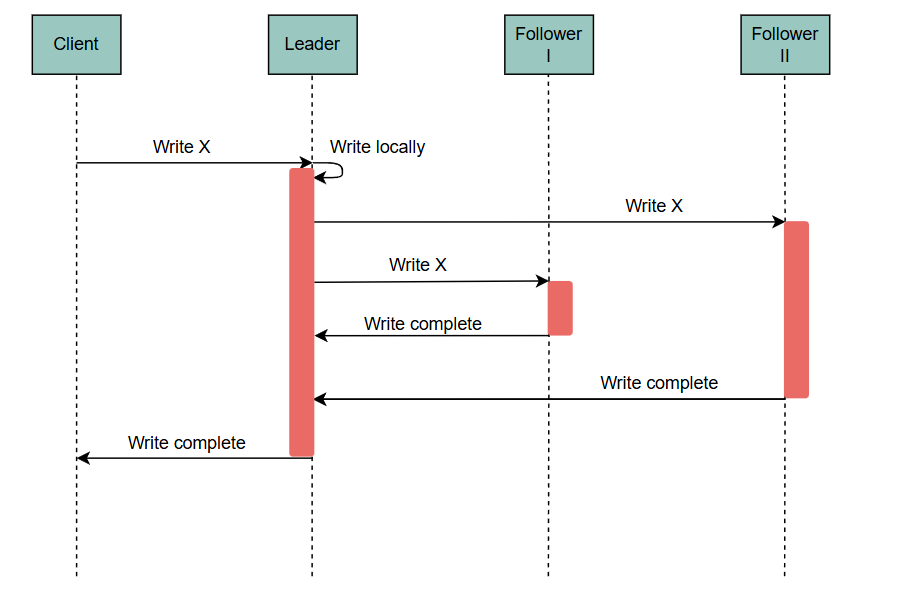 Client
Leader
Follower
I
Follower
II
Write X
Write locally
Write X
Write X
Write complete
Write complete
Write complete